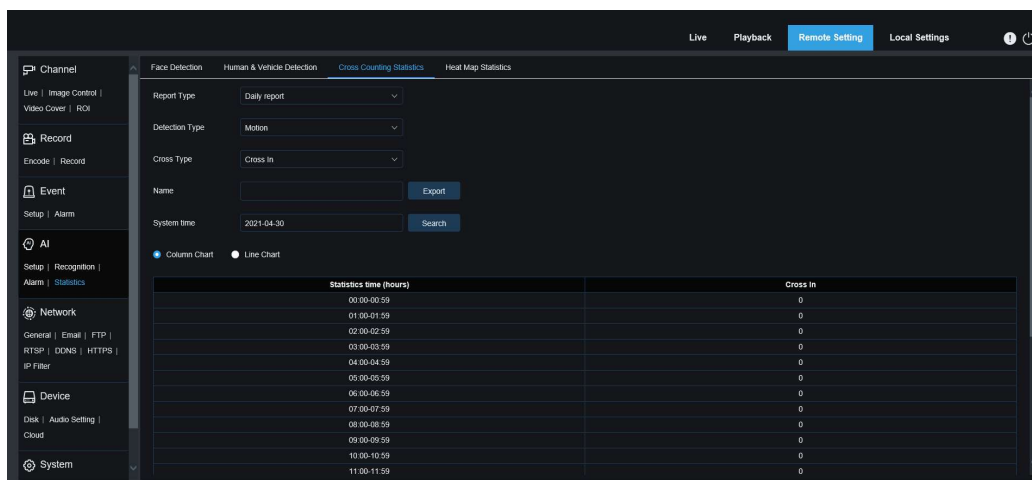 Live Playback Remote Setting Local Settings
Channel
Live | Image Control |
Video Cover | ROI
Record
Encode | Record
Event
Setup | Alarm
AI
Setup | Recognition |
Alarm | Statistics
Network
General | Email | FTP |
RTSP | DDNS | HTTPS |
IP Filter
Device
Disk | Audio Setting |
Cloud
System
Face Detection Human & Vehicle Detection Cross Counting Statistics Heat Map Statistics
Report Type Daily report
Detection Type Motion
Cross Type Cross In
Name Export
System time 2021-04-30 Search
Column Chart Line Chart
Statistics time (hours) Cross In
00:00-00:59 0
01:00-01:59 0
02:00-02:59 0
03:00-03:59 0
04:00-04:59 0
05:00-05:59 0
06:00-06:59 0
07:00-07:59 0
08:00-08:59 0
09:00-09:59 0
10:00-10:59 0
11:00-11:59 0